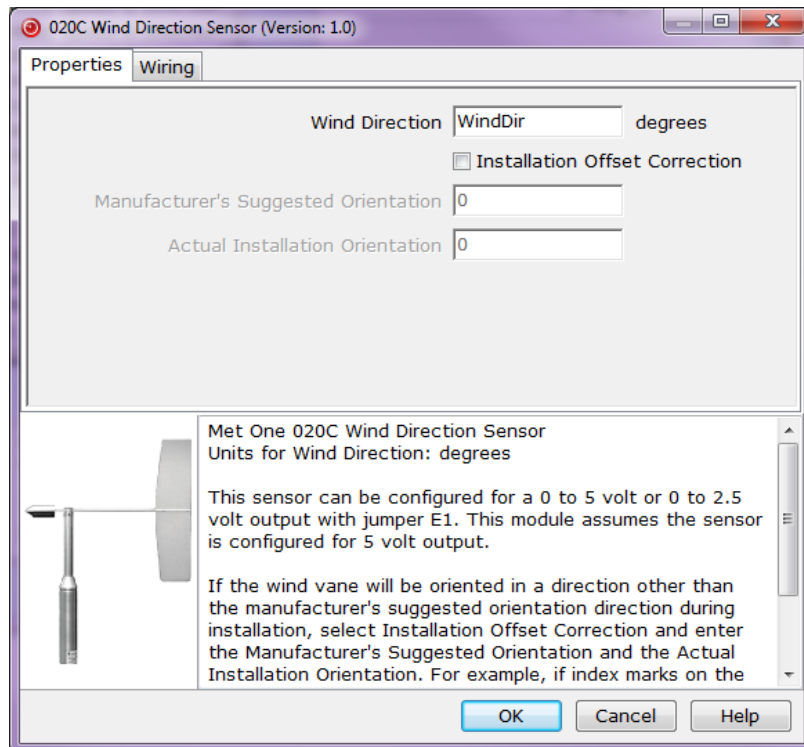 020C Wind Direction Sensor (Version: 1.0)
Properties Wiring
Wind Direction WindDir degrees
Installation Offset Correction
Manufacturer's Suggested Orientation 0
Actual Installation Orientation 0
Met One 020C Wind Direction Sensor
Units for Wind Direction: degrees
This sensor can be configured for a 0 to 5 volt or 0 to 2.5
volt output with jumper E1. This module assumes the sensor
is configured for 5 volt output.
If the wind vane will be oriented in a direction other than
the manufacturer's suggested orientation direction during
installation, select Installation Offset Correction and enter
the Manufacturer's Suggested Orientation and the Actual
Installation Orientation. For example, if index marks on the
OK Cancel Help